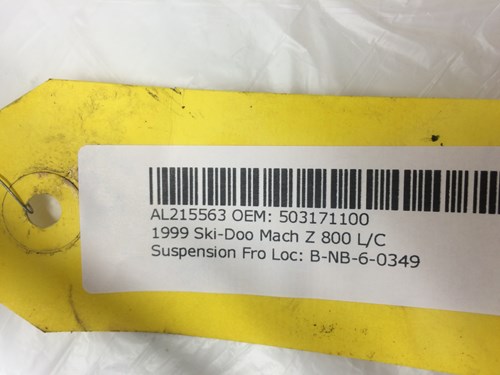 AL215563 OEM: 503171100
1999 Ski-Doo Mach Z 800 L/C
Suspension Fro Loc: B-NB-6-0349